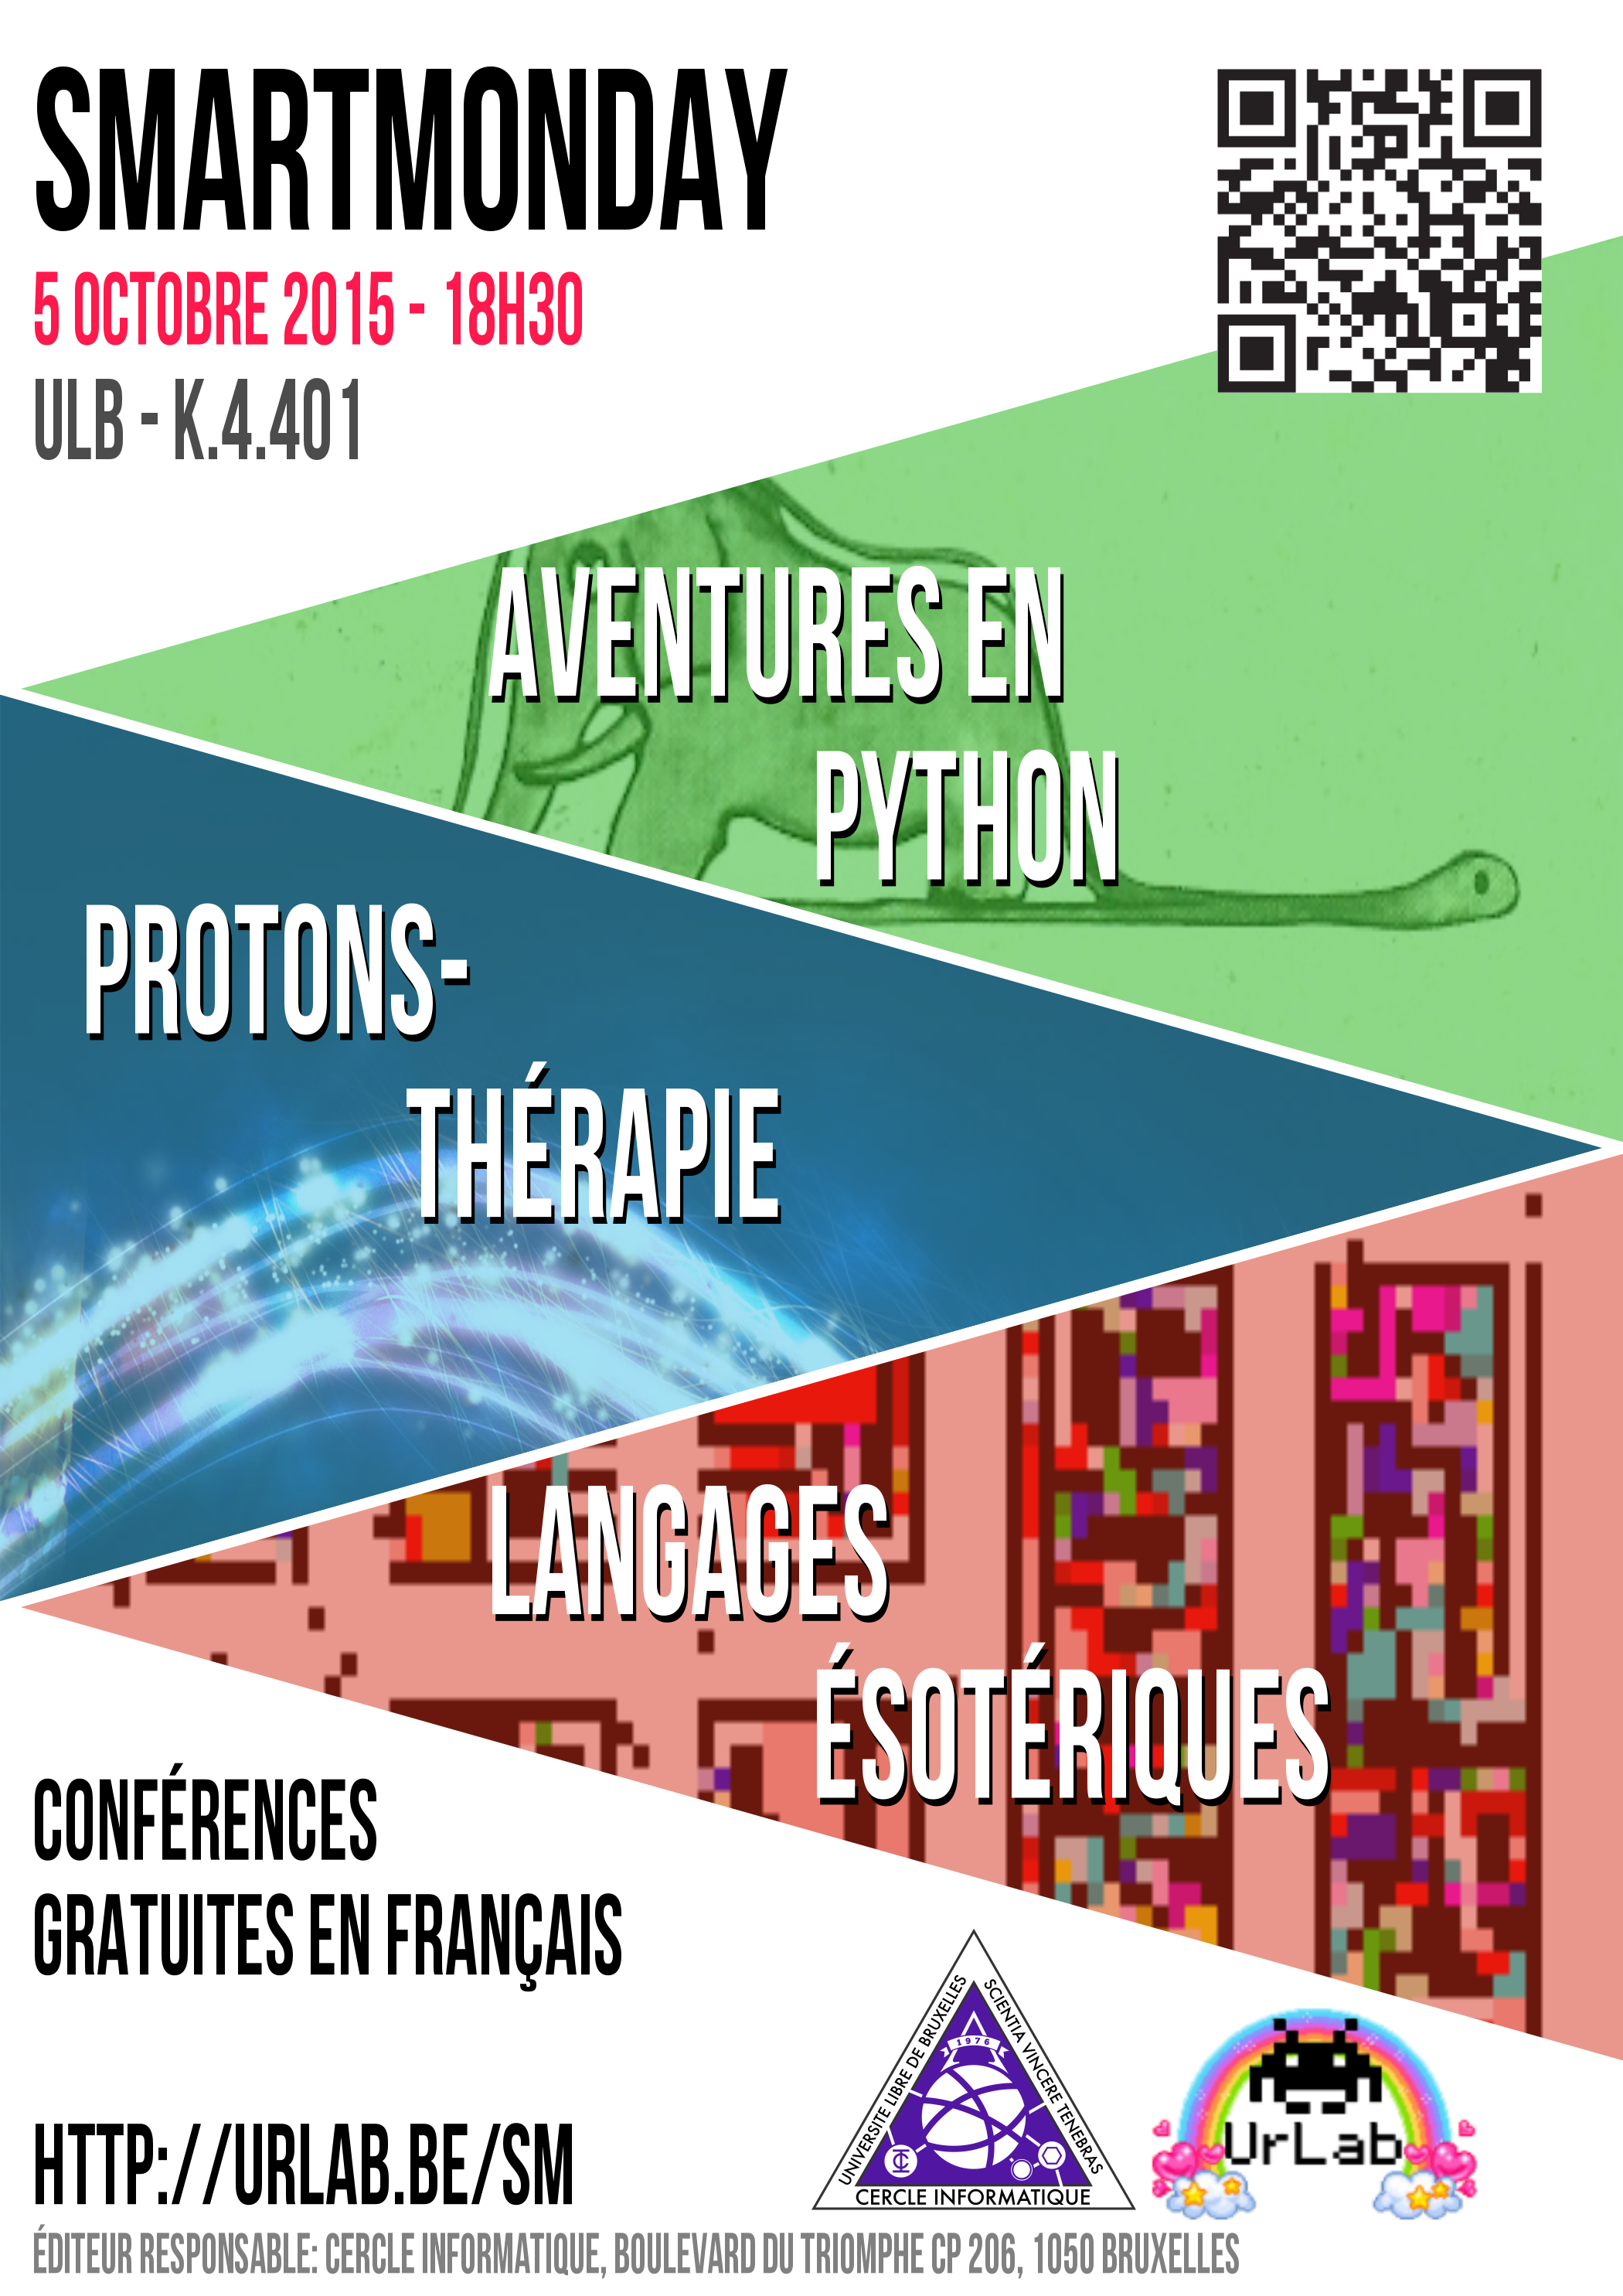 SMARTMONDAY
5 OCTOBRE 2015 - 18H30
ULB - K.4.401
AVENTURES EN
PYTHON
PROTONS-
THÉRAPIE
LANGAGES
ÉSOTÉRIQUES
CONFÉRENCES
GRATUITES EN FRANÇAIS
HTTP://URLAB.BE/SM
UNIVERSITE LIBRE DE BRUXELLES
SCIENTIA VINCERE TENEBRAS
1976
CI
CERCLE INFORMATIQUE
UrLab
ÉDITEUR RESPONSABLE: CERCLE INFORMATIQUE, BOULEVARD DU TRIOMPHE CP 206, 1050 BRUXELLES